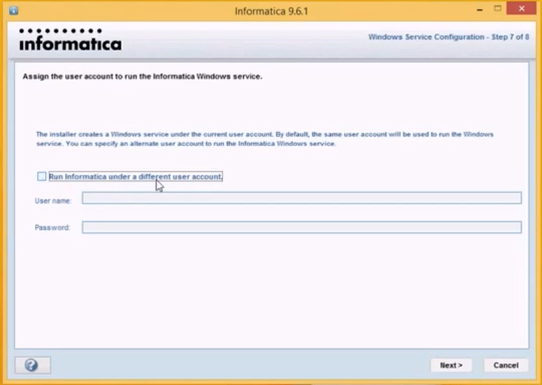 Informatica 9.6.1
informatica
Windows Service Configuration - Step 7 of 8
Assign the user account to run the Informatica Windows service.
The installer creates a Windows service under the current user account. By default, the same user account will be used to run the Windows
service. You can specify an alternate user account to run the Informatica Windows service.
Run Informatica under a different user account.
User name:
Password:
?
Next >
Cancel